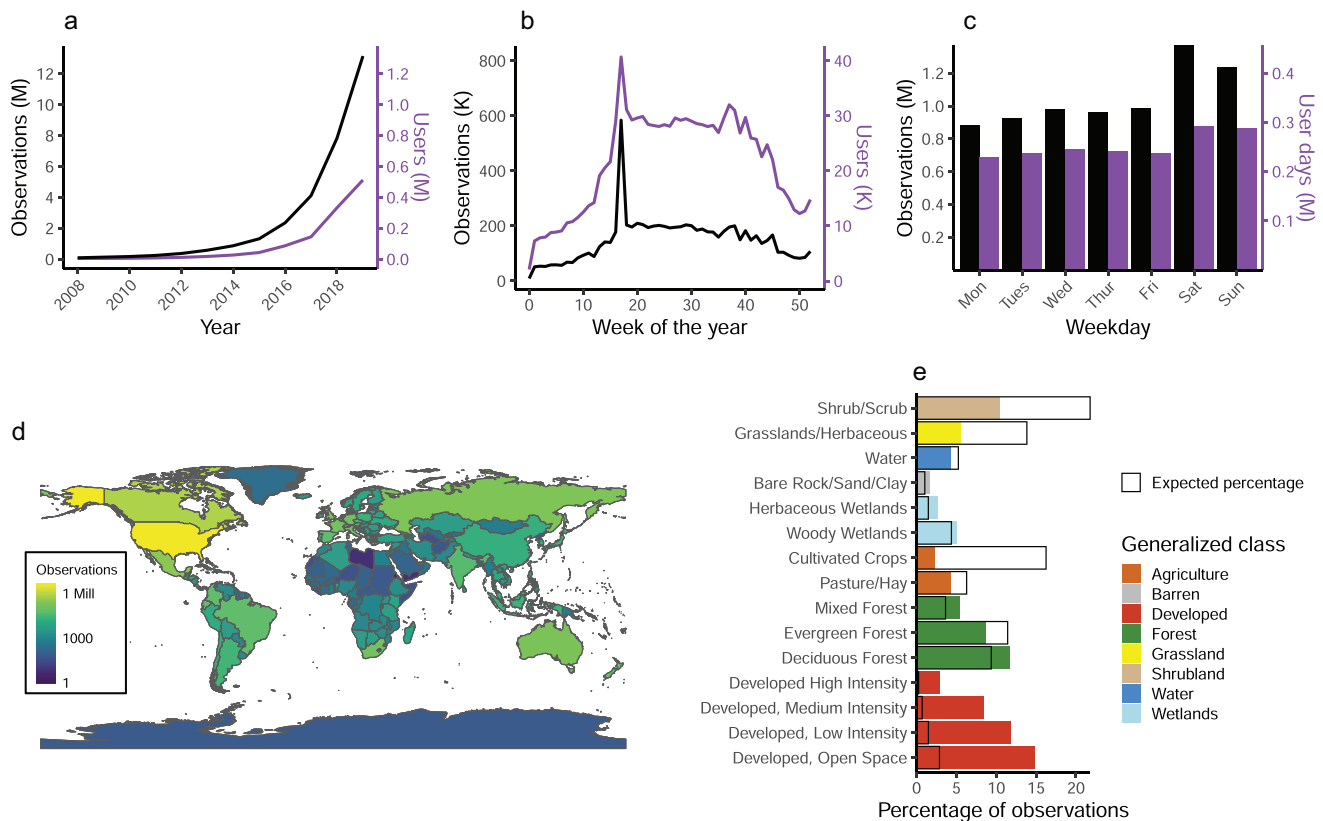 a
Observations (M)
12
10
8
6
4
2
0
1.2
1.0
0.8
0.6
0.4
0.2
0.0
Users (M)
2008
2010
2012
2014
2016
2018
Year
b
Observations (K)
800
600
400
200
0
40
30
20
10
0
Users (K)
0
10
20
30
40
50
Week of the year
c
Observations (M)
1.2
1.0
0.8
0.6
0.4
0.2
0.4
0.3
0.2
0.1
User days (M)
Mon
Tues
Wed
Thur
Fri
Sat
Sun
Weekday
d
Observations
1 Mill
1000
1
e
Shrub/Scrub
Grasslands/Herbaceous
Water
Bare Rock/Sand/Clay
Herbaceous Wetlands
Woody Wetlands
Cultivated Crops
Pasture/Hay
Mixed Forest
Evergreen Forest
Deciduous Forest
Developed High Intensity
Developed, Medium Intensity
Developed, Low Intensity
Developed, Open Space
0
5
10
15
20
Percentage of observations
Expected percentage
Generalized class
Agriculture
Barren
Developed
Forest
Grassland
Shrubland
Water
Wetlands